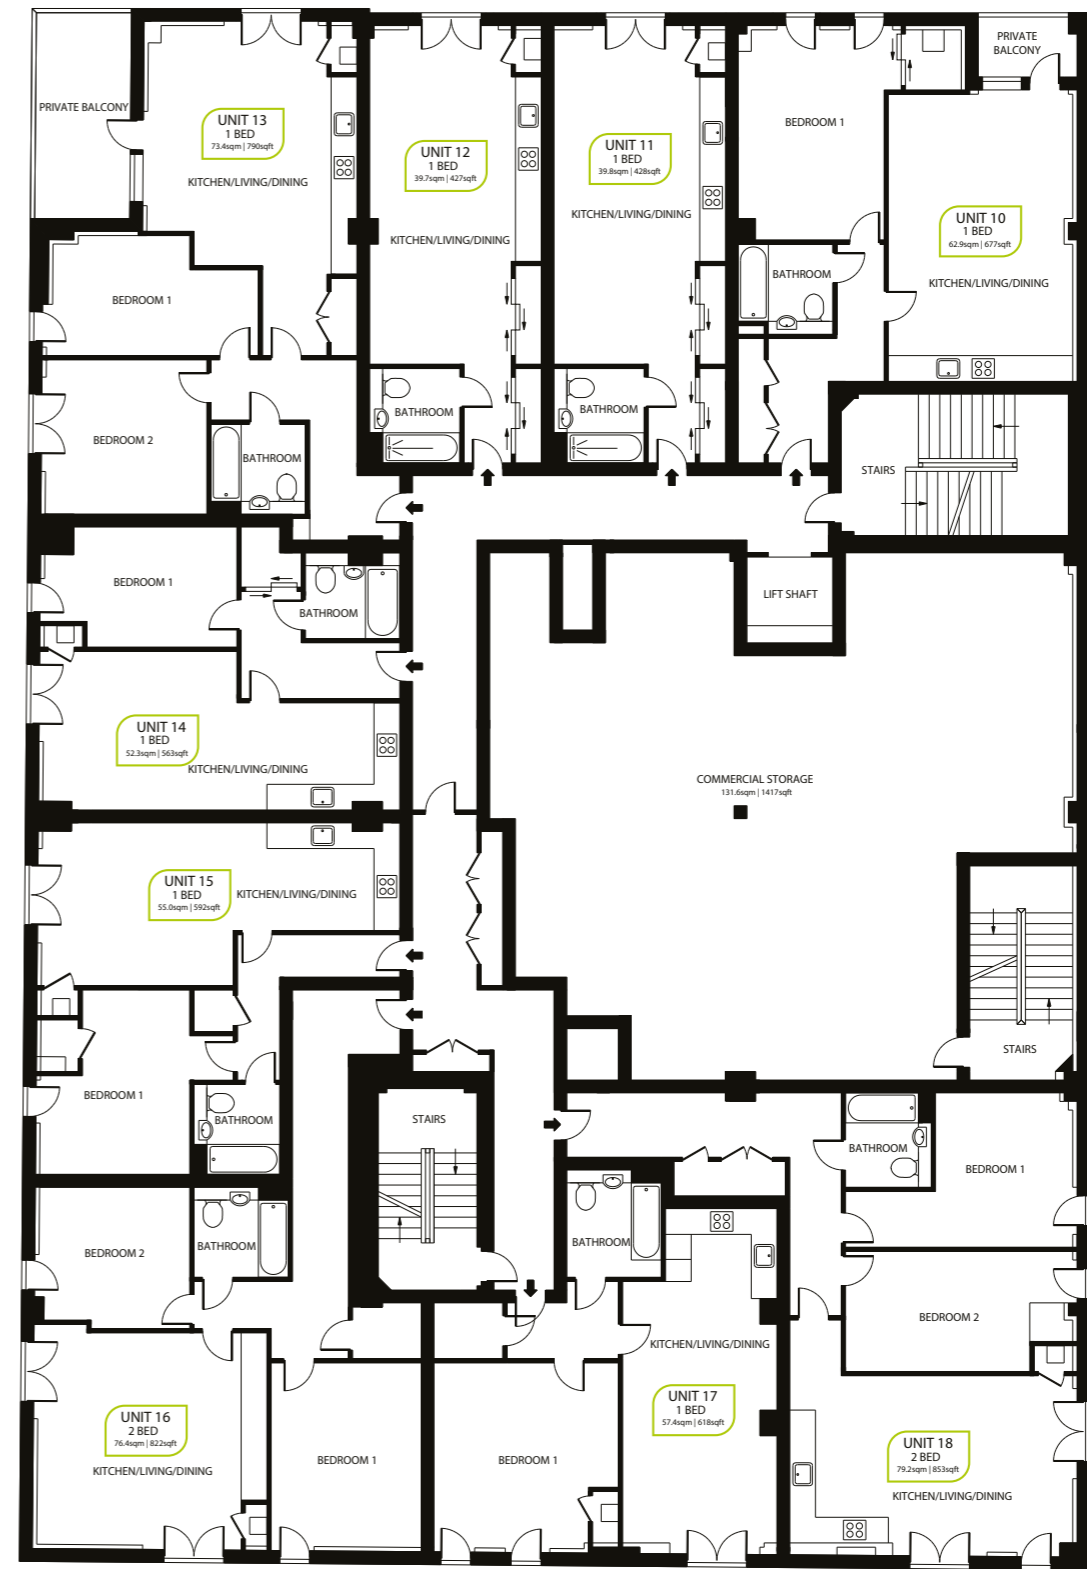 PRIVATE BALCONY
UNIT 13
1 BED
73.4sqm | 790sqft
KITCHEN/LIVING/DINING
BEDROOM 1
BEDROOM 2
BATHROOM
UNIT 12
1 BED
39.7sqm | 427sqft
KITCHEN/LIVING/DINING
BATHROOM
UNIT 11
1 BED
39.8sqm | 428sqft
KITCHEN/LIVING/DINING
BATHROOM
PRIVATE
BALCONY
BEDROOM 1
UNIT 10
1 BED
62.9sqm | 677sqft
KITCHEN/LIVING/DINING
BATHROOM
STAIRS
LIFT SHAFT
BEDROOM 1
BATHROOM
UNIT 14
1 BED
52.3sqm | 563sqft
KITCHEN/LIVING/DINING
COMMERCIAL STORAGE
131.6sqm | 1417sqft
UNIT 15
1 BED
55.0sqm | 592sqft
KITCHEN/LIVING/DINING
BEDROOM 1
BATHROOM
STAIRS
STAIRS
BEDROOM 2
BATHROOM
UNIT 16
2 BED
76.4sqm | 822sqft
KITCHEN/LIVING/DINING
BEDROOM 1
BATHROOM
KITCHEN/LIVING/DINING
UNIT 17
1 BED
57.4sqm | 618sqft
BEDROOM 1
BATHROOM
BEDROOM 1
BEDROOM 2
UNIT 18
2 BED
79.2sqm | 853sqft
KITCHEN/LIVING/DINING